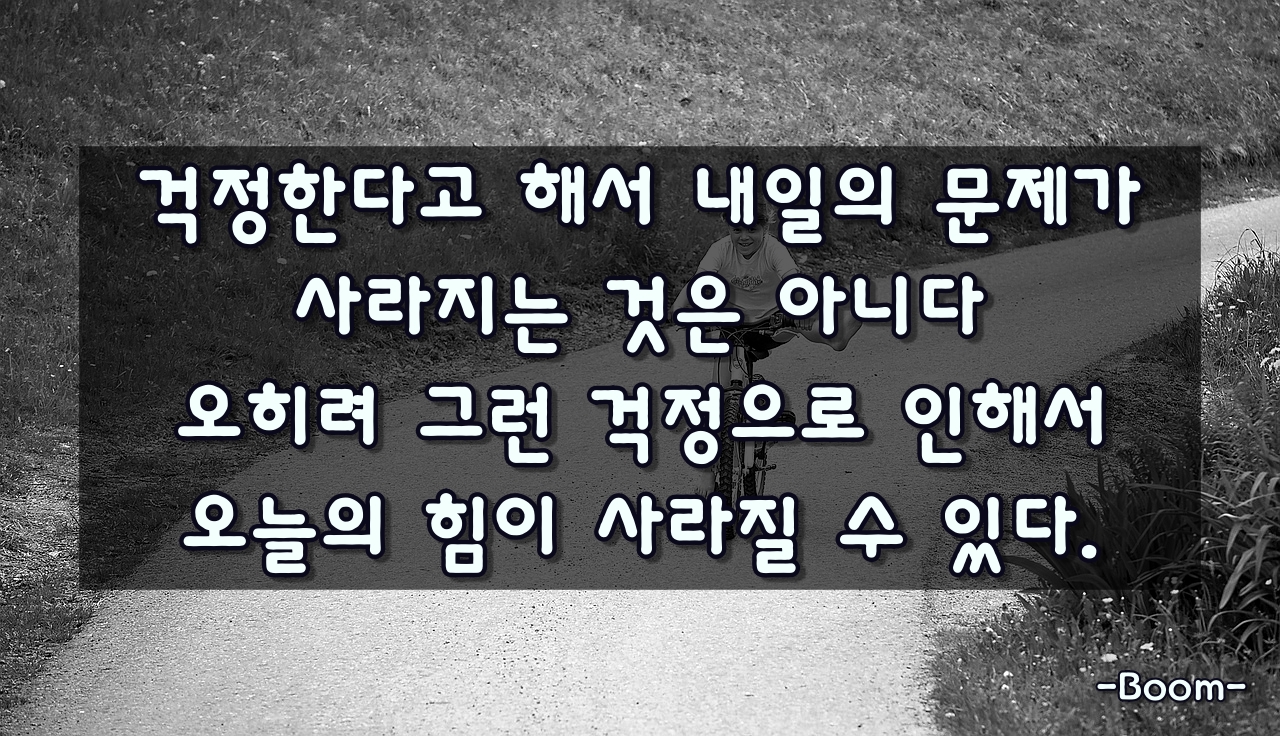 걱정한다고 해서 내일의 문제가
사라지는 것은 아니다
오히려 그런 걱정으로 인해서
오늘의 힘이 사라질 수 있다.
-Boom-